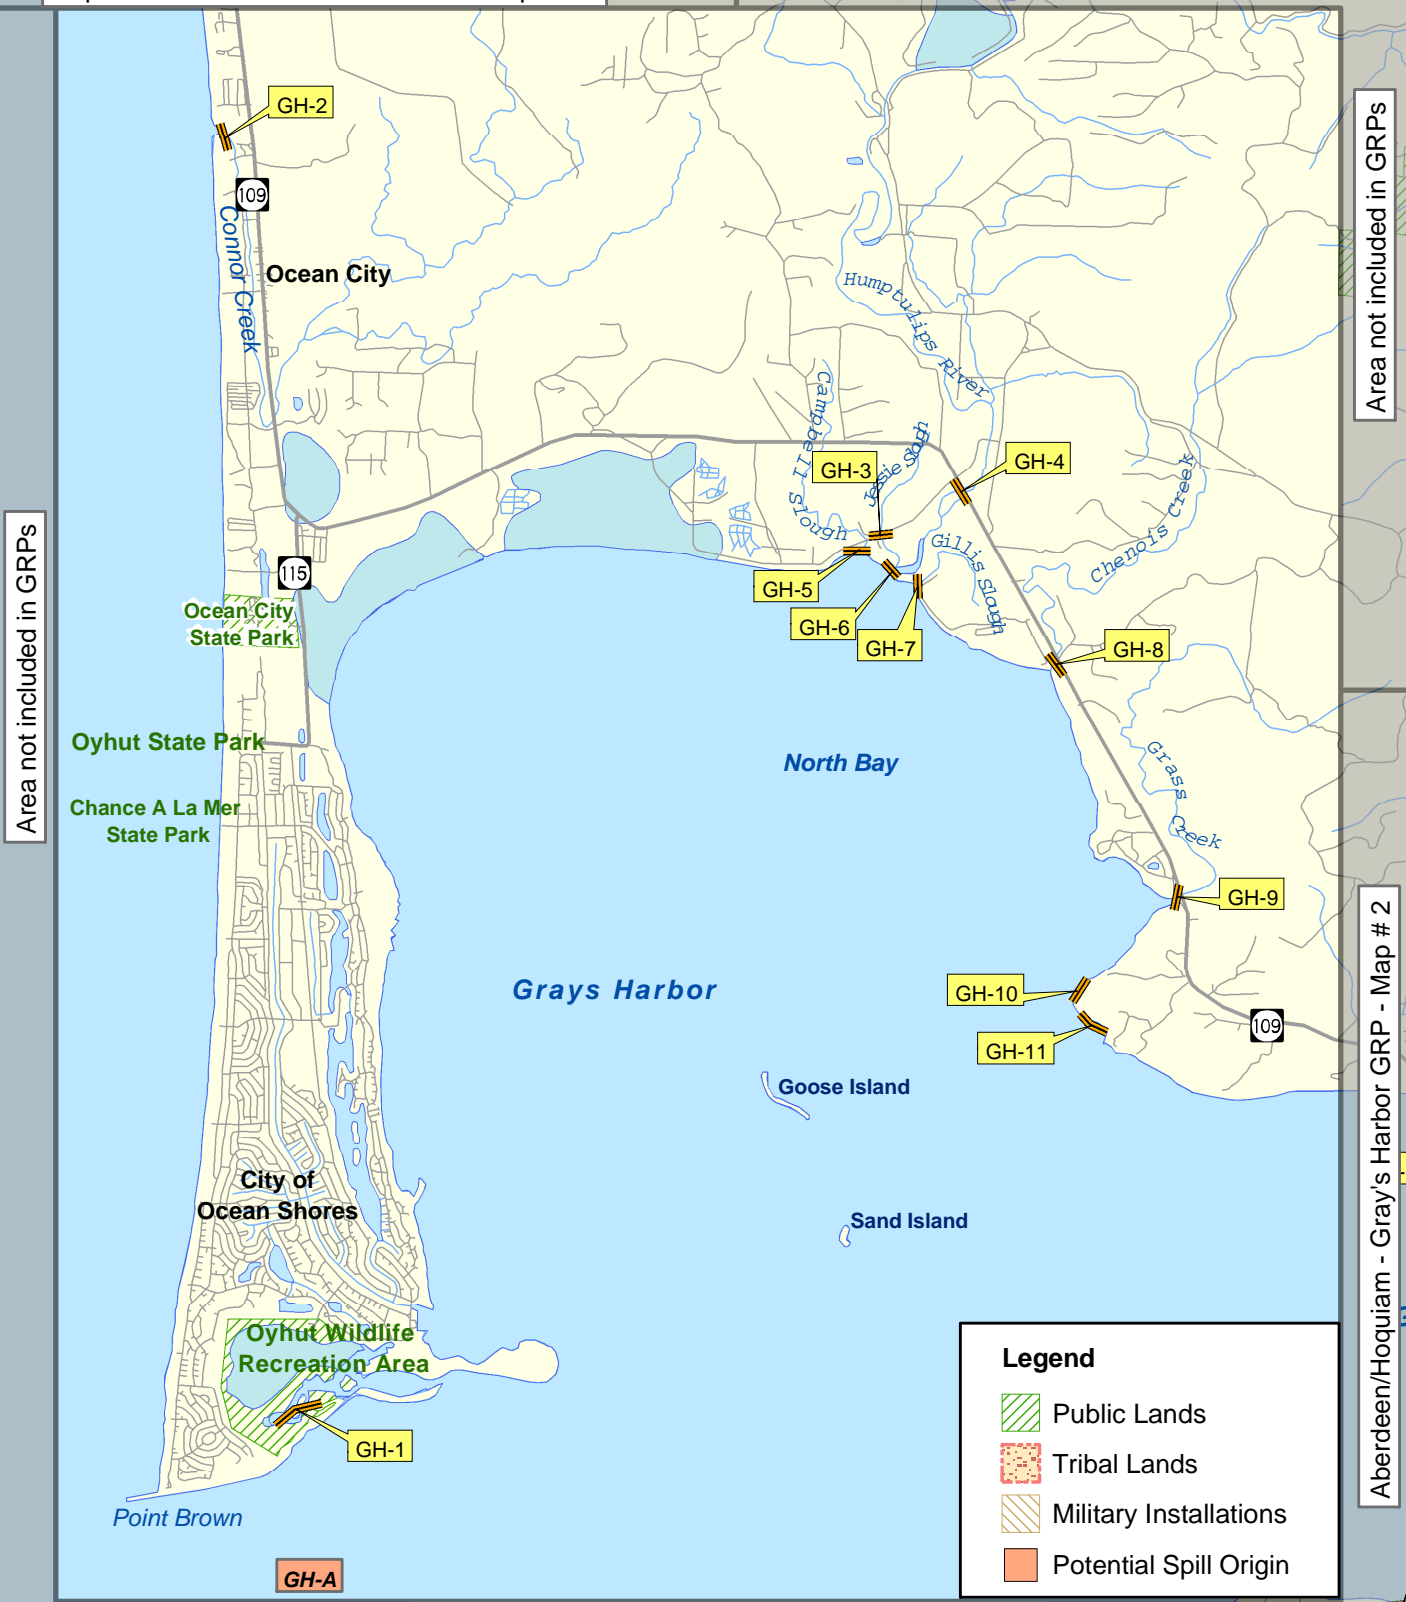 GH-2
109
Connor Creek
Ocean City
Area not included in GRPs
Humptulips River
Campbell Slough
Jessie Slough
GH-3
GH-4
Chenois Creek
Gillis Slough
GH-5
GH-6
GH-7
GH-8
115
Ocean City
State Park
Area not included in GRPs
Oyhut State Park
North Bay
Grass Creek
Chance A La Mer
State Park
GH-9
Grays Harbor
GH-10
GH-11
109
Goose Island
City of
Ocean Shores
Sand Island
Aberdeen/Hoquiam - Gray's Harbor GRP - Map # 2
Oyhut Wildlife
Recreation Area
GH-1
Point Brown
GH-A
Legend
Public Lands
Tribal Lands
Military Installations
Potential Spill Origin